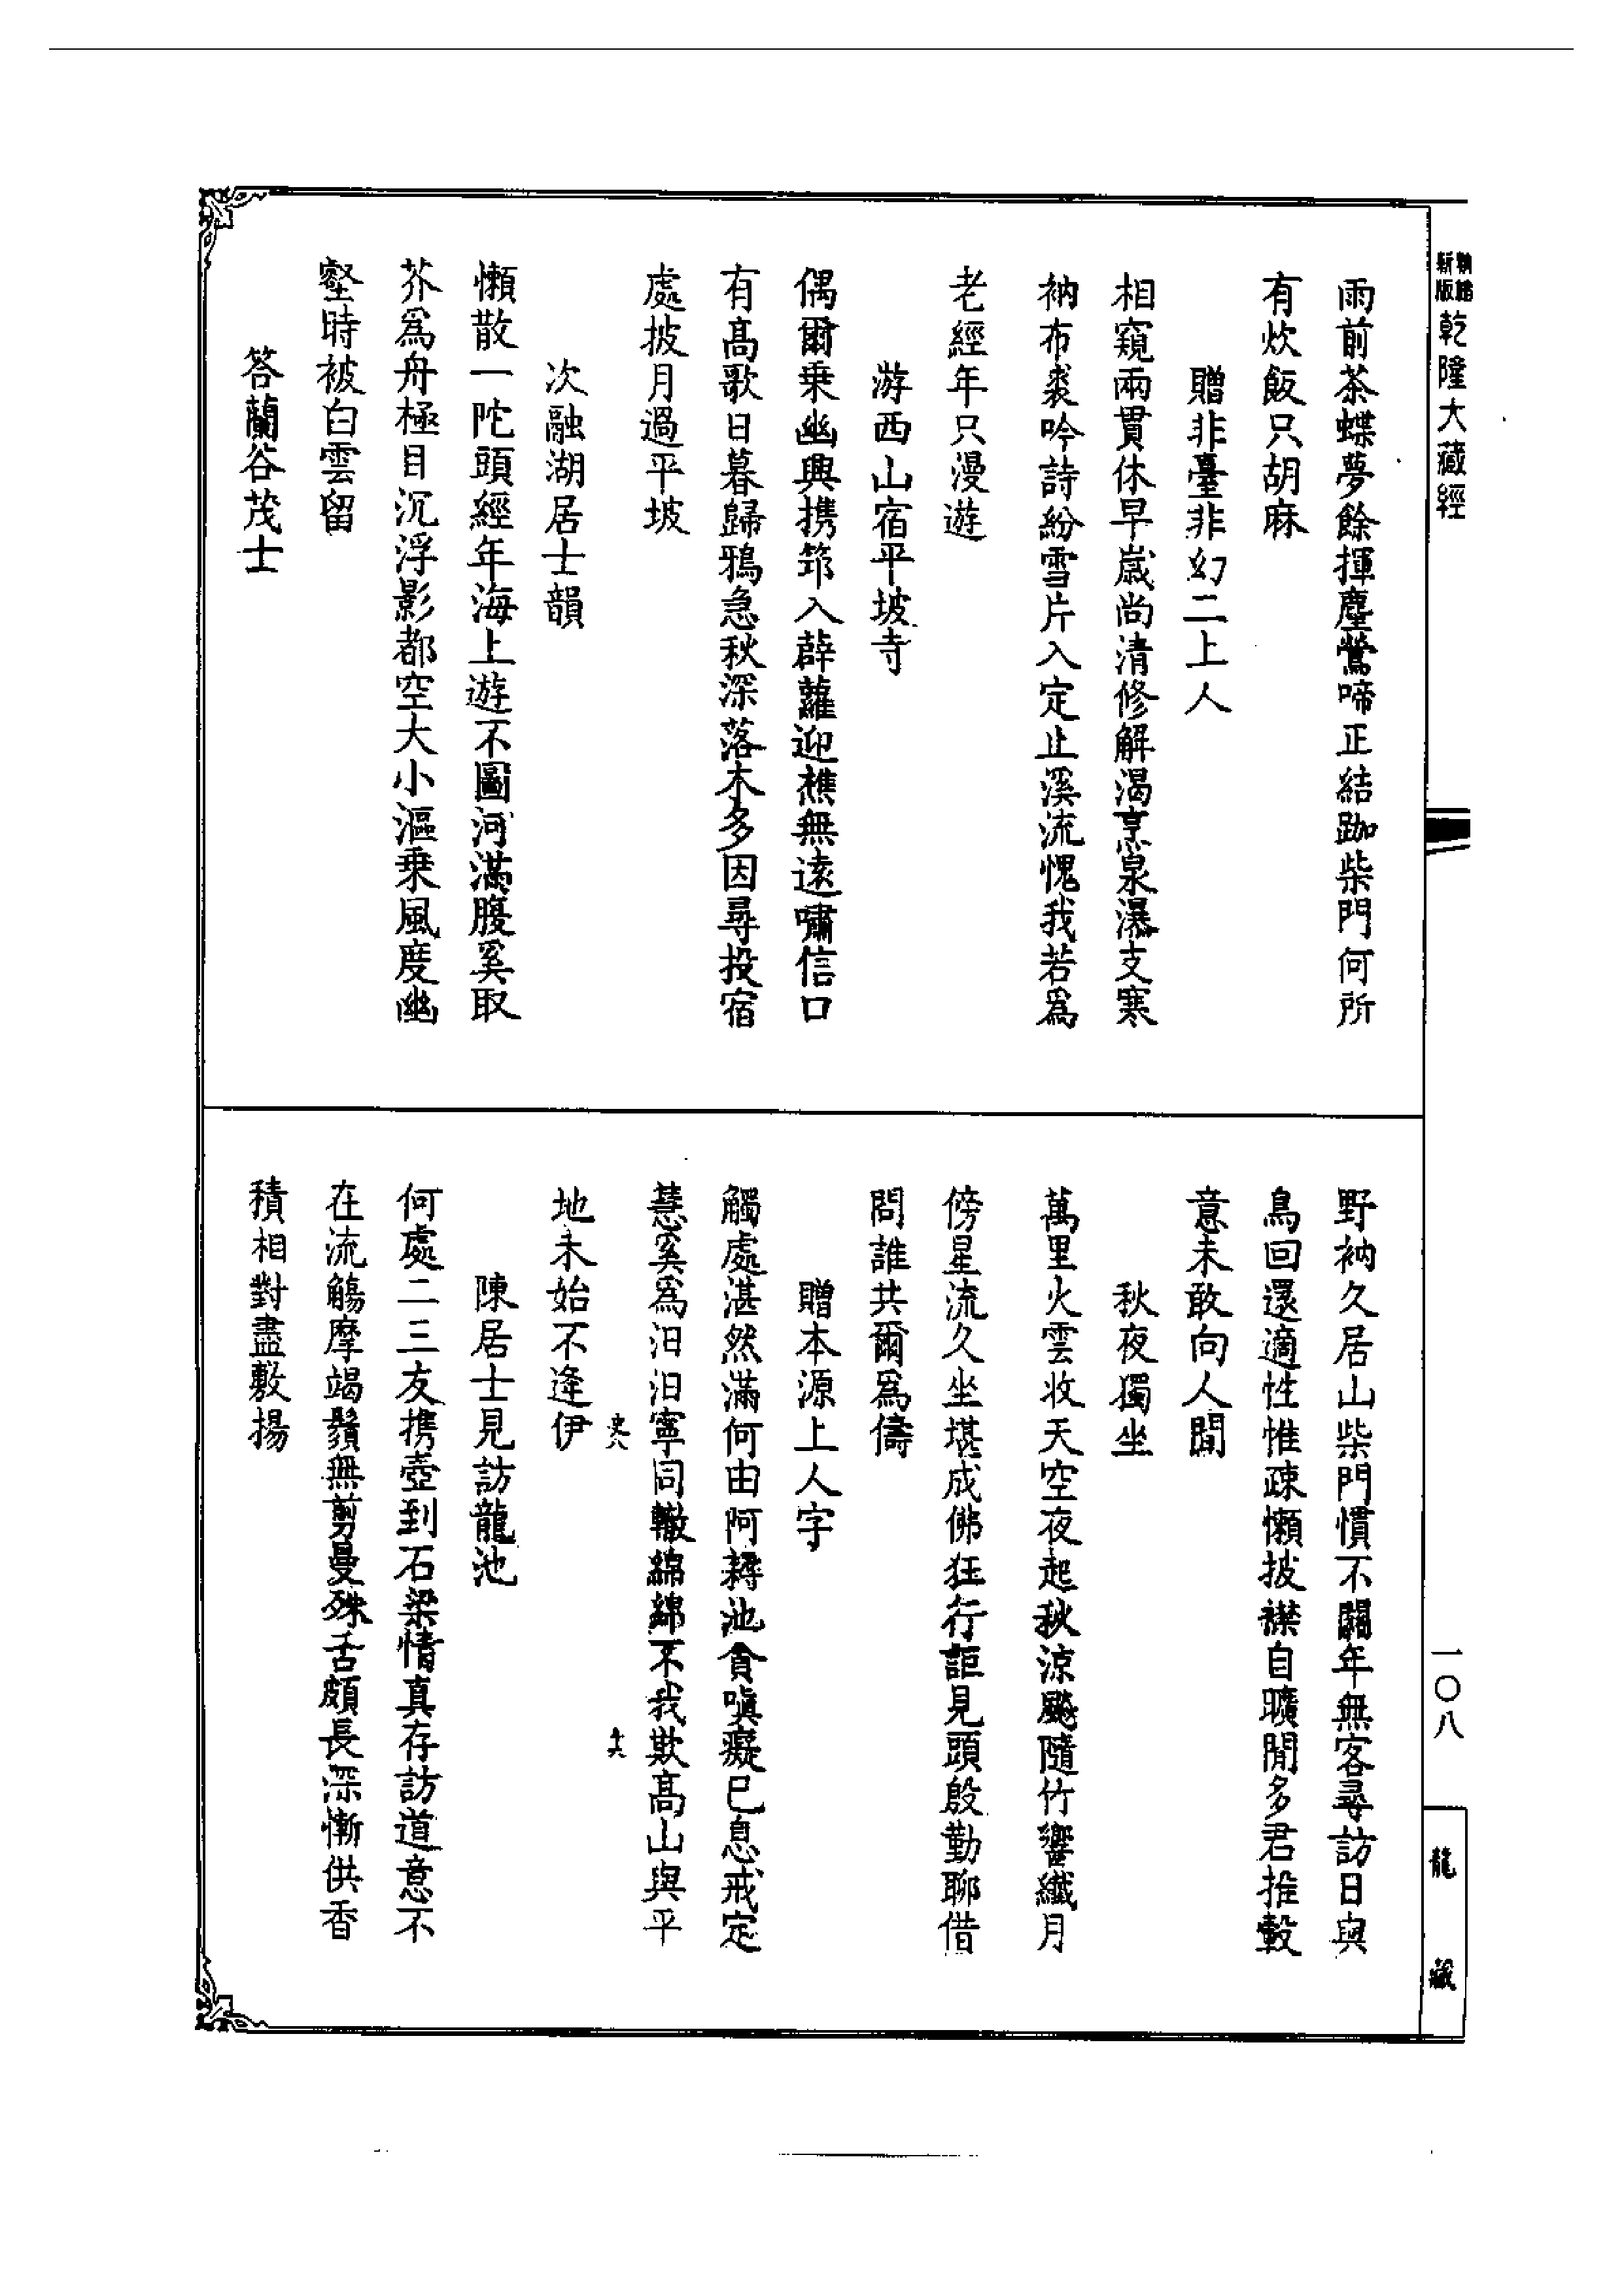 乾隆大藏經
雨前茶蝶夢餘揮麈鶯啼正結跏柴門何所
有炊飯只胡麻
贈非臺非幻二上人
相窺兩貫休早歲尚清修解渴烹泉瀑支寒
衲布裘吟詩紛雪片入定止溪流愧我若爲
老經年只漫遊
游西山宿平坡寺
偶爾乗幽興携筇入薜蘿迎樵無遠嘯信口
有高歌日暮歸鴉急秋深落木多因尋投宿
處披月過平坡
次融湖居士韻
懶散一陀頭經年海上遊不圖河滿腹奚取
芥爲舟極目沉浮影都空大小漚乗風度幽
壑時被白雲留
答蘭谷茂士
野衲久居山柴門慣不關年無客尋訪日與
鳥回還適性惟疎懶披襟自曠閒多君推轂
意未敢向人間
秋夜獨坐
萬里火雲收天空夜起秋涼颸隨竹響纖月
傍星流久坐堪成佛狂行詎見頭殷勤聊借
問誰共爾爲儔
贈本源上人字
觸處湛然滿何由阿耨池貪嗔癡已息戒定
慧奚爲汨汨寧同轍綿綿不我欺高山與平
地未始不逢伊
陳居士見訪龍池
何處二三友携壺到石梁情真存訪道意不
在流觴摩竭鬚無剪曼殊舌頗長深慚供香
積相對盡敷揚
一〇八
龍藏